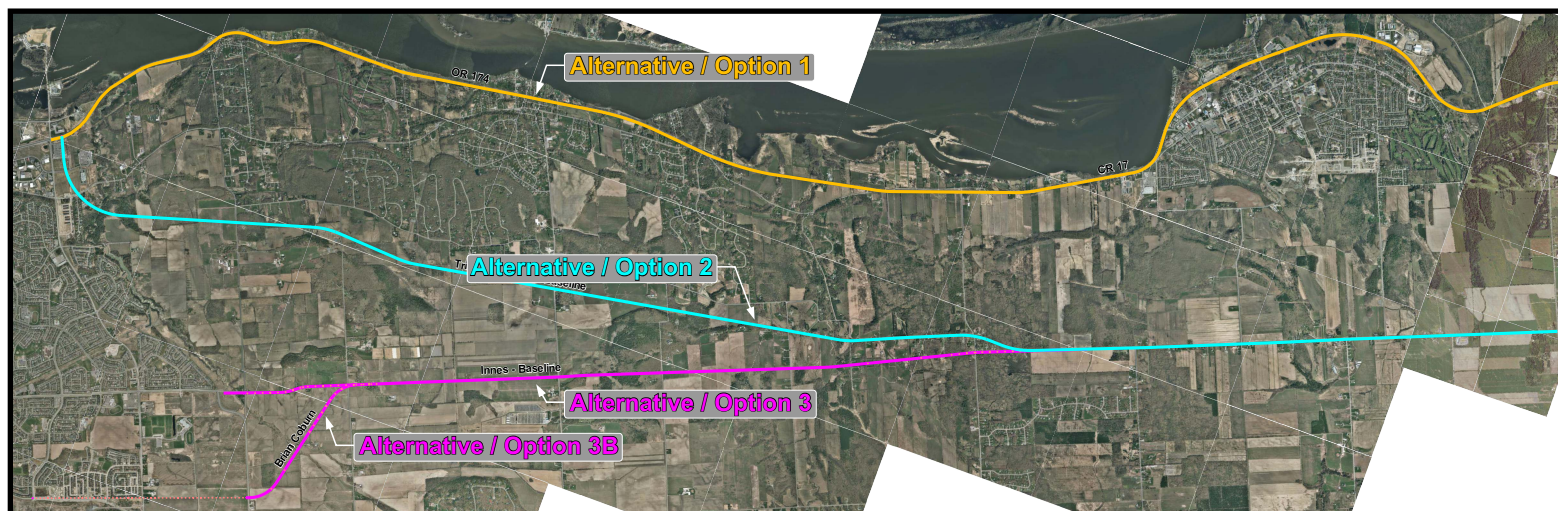 Alternative / Option 1
OR 174
CR 17
Alternative / Option 2
Innes - Baseline
Alternative / Option 3
Alternative / Option 3B
Brian Coburn